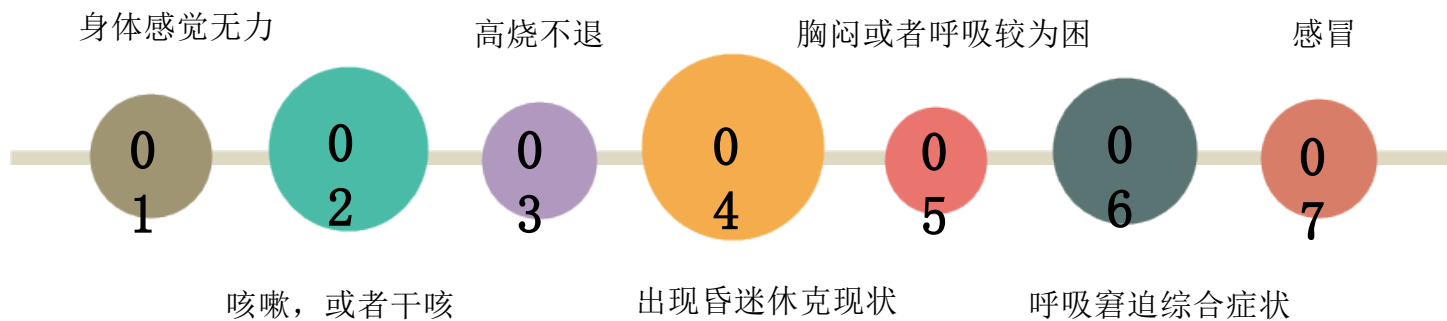 身体感觉无力
高烧不退
胸闷或者呼吸较为困
感冒
01
02
03
04
05
06
07
咳嗽，或者干咳
出现昏迷休克现状
呼吸窘迫综合症状